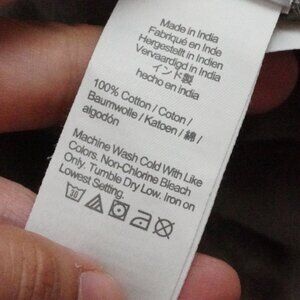 Made in India
Fabriqué en Inde
Hergestellt in Indien
Vervaardigd in India
インド製
hecho en india
100% Cotton / Coton /
Baumwolle / Katoen / 綿 /
algodón
Machine Wash Cold With Like
Colors. Non-Chlorine Bleach
Only. Tumble Dry Low. Iron on
Lowest Setting.
30